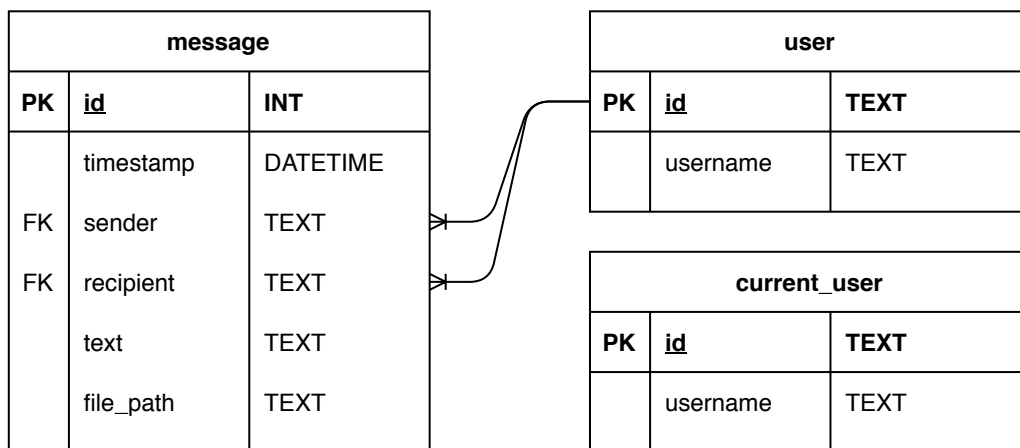 message
PK id INT
timestamp DATETIME
FK sender TEXT
FK recipient TEXT
text TEXT
file_path TEXT
user
PK id TEXT
username TEXT
current_user
PK id TEXT
username TEXT